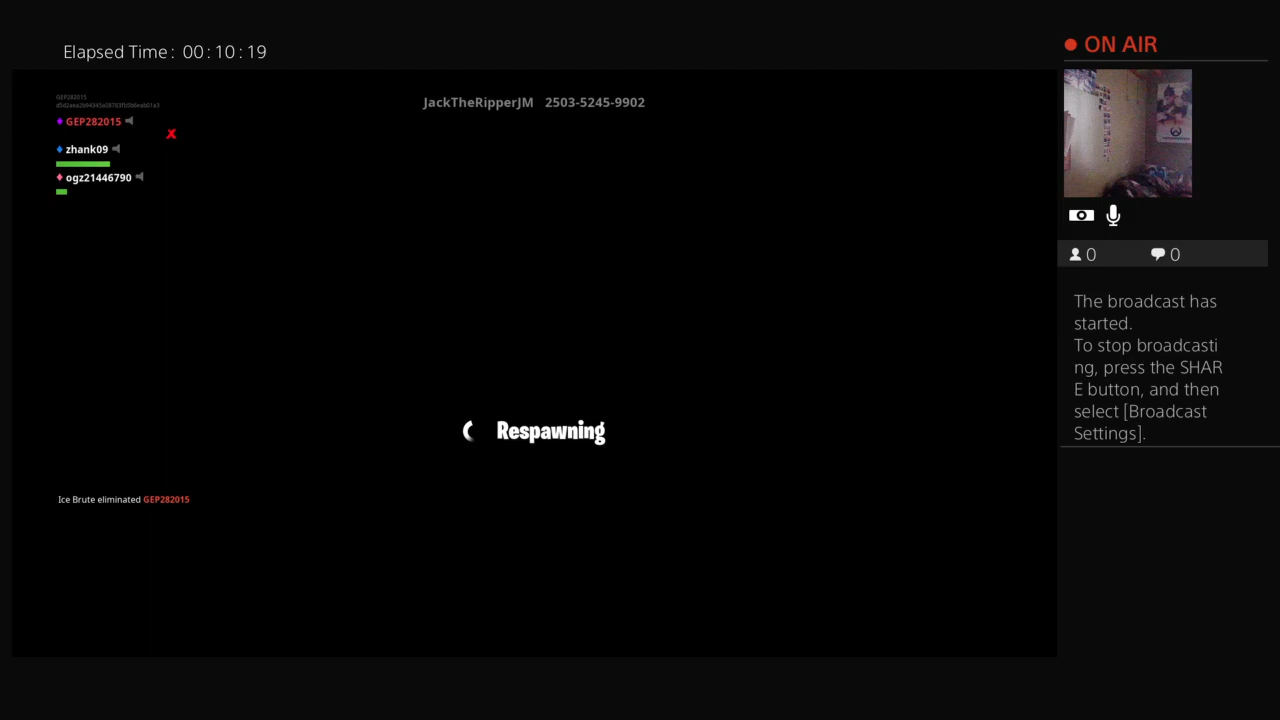 Elapsed Time: 00:10:19
ON AIR
GEP282015
JackTheRipperJM 2503-5245-9902
GEP282015
zhank09
ogz21446790
0 0
The broadcast has
started.
To stop broadcasti
ng, press the SHAR
E button, and then
select [Broadcast
Settings].
Respawning
Ice Brute eliminated GEP282015